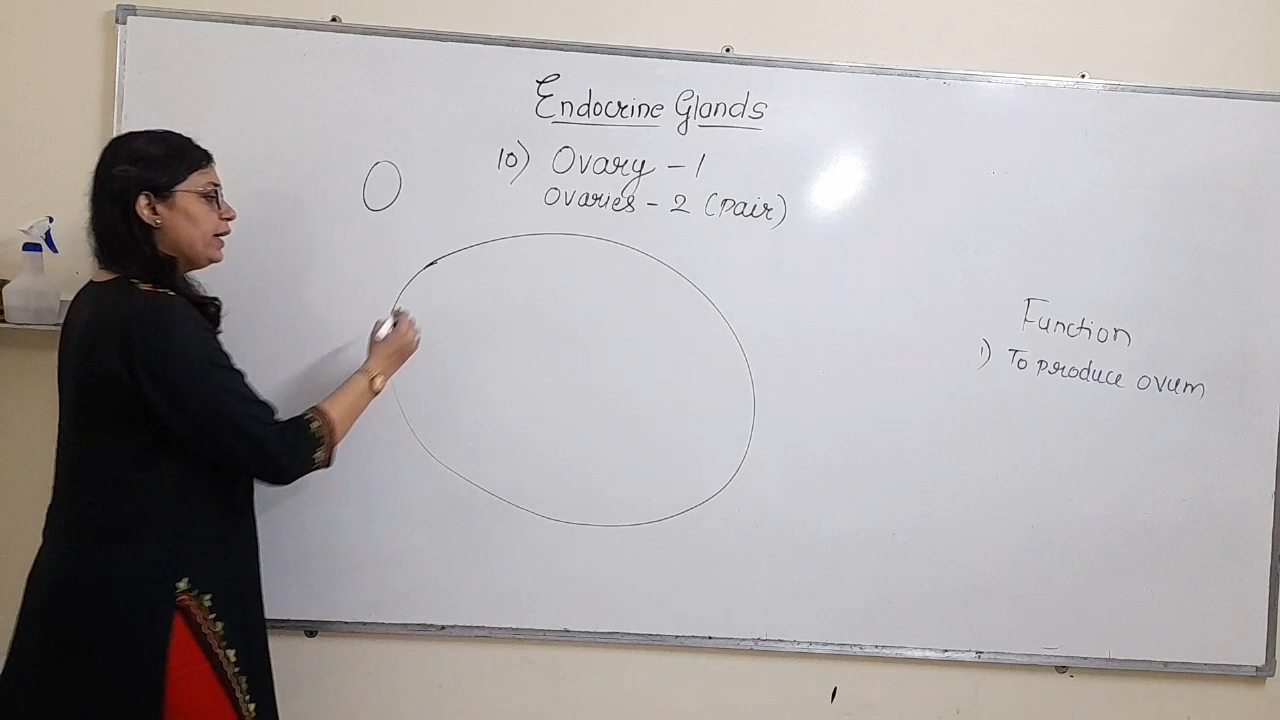 Endocrine Glands
10) Ovary - 1
Ovaries - 2 (pair)
Function
1) To produce ovum